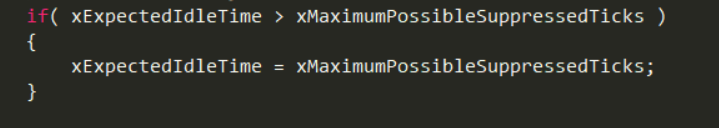 if( xExpectedIdleTime > xMaximumPossibleSuppressedTicks )
{
xExpectedIdleTime = xMaximumPossibleSuppressedTicks;
}